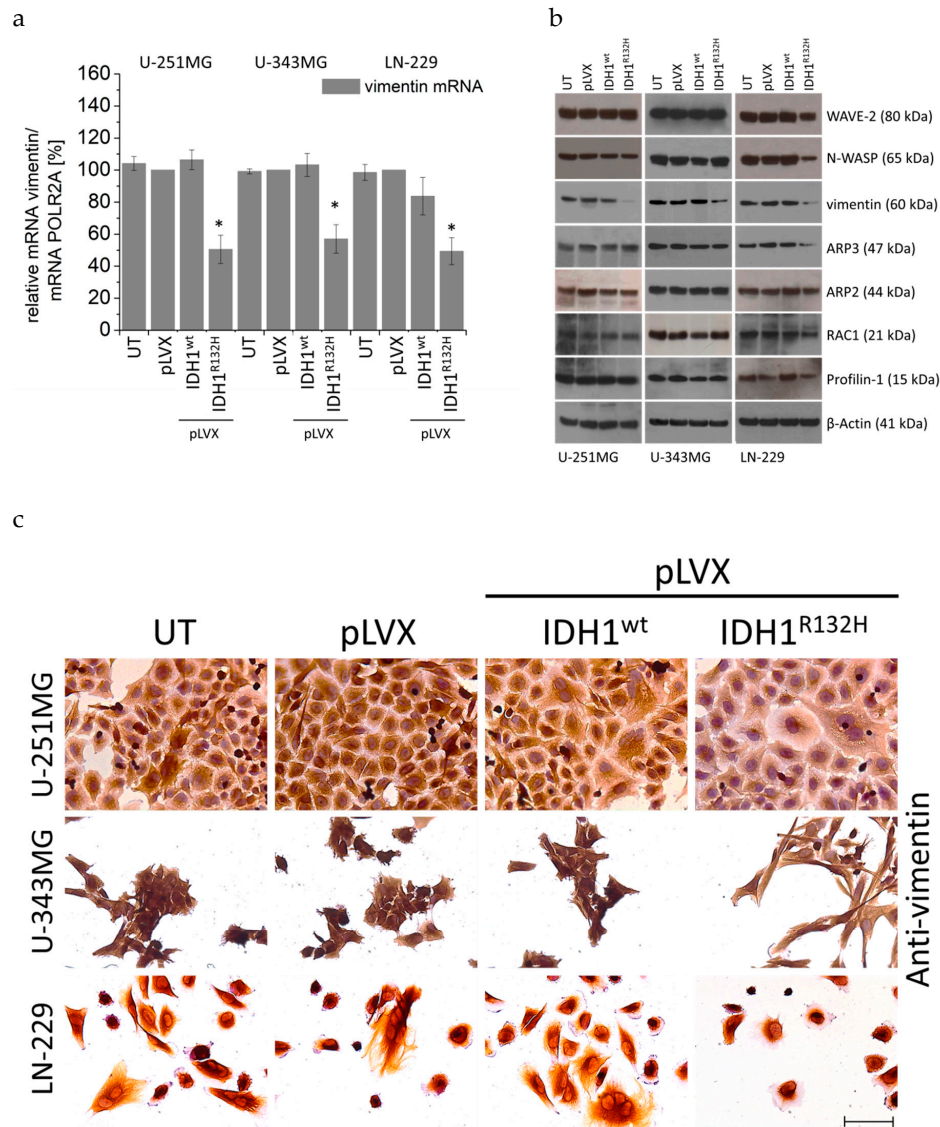 a
U-251MG U-343MG LN-229
vimentin mRNA
relative mRNA vimentin/
mRNA POLR2A [%]
160
140
120
100
80
60
40
20
0
* * *
UT pLVX IDH1wt IDH1R132H UT pLVX IDH1wt IDH1R132H UT pLVX IDH1wt IDH1R132H
pLVX pLVX pLVX
b
UT pLVX IDH1wt IDH1R132H UT pLVX IDH1wt IDH1R132H UT pLVX IDH1wt IDH1R132H
WAVE-2 (80 kDa)
N-WASP (65 kDa)
vimentin (60 kDa)
ARP3 (47 kDa)
ARP2 (44 kDa)
RAC1 (21 kDa)
Profilin-1 (15 kDa)
β-Actin (41 kDa)
U-251MG U-343MG LN-229
c
pLVX
UT pLVX IDH1wt IDH1R132H
U-251MG
U-343MG
LN-229
Anti-vimentin